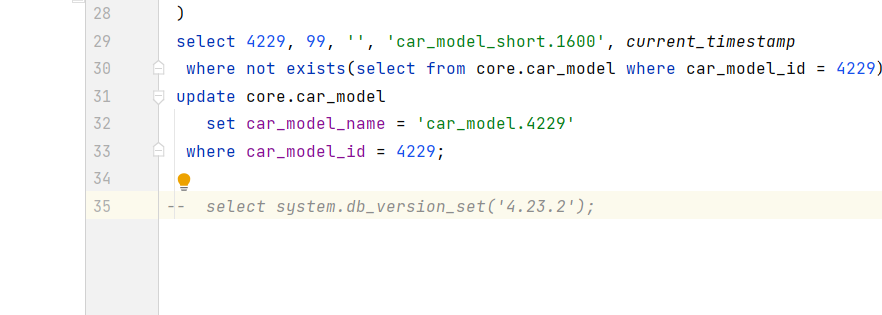 28 )
29 select 4229, 99, '', 'car_model_short.1600', current_timestamp
30 where not exists(select from core.car_model where car_model_id = 4229)
31 update core.car_model
32 set car_model_name = 'car_model.4229'
33 where car_model_id = 4229;
34
35 -- select system.db_version_set('4.23.2');